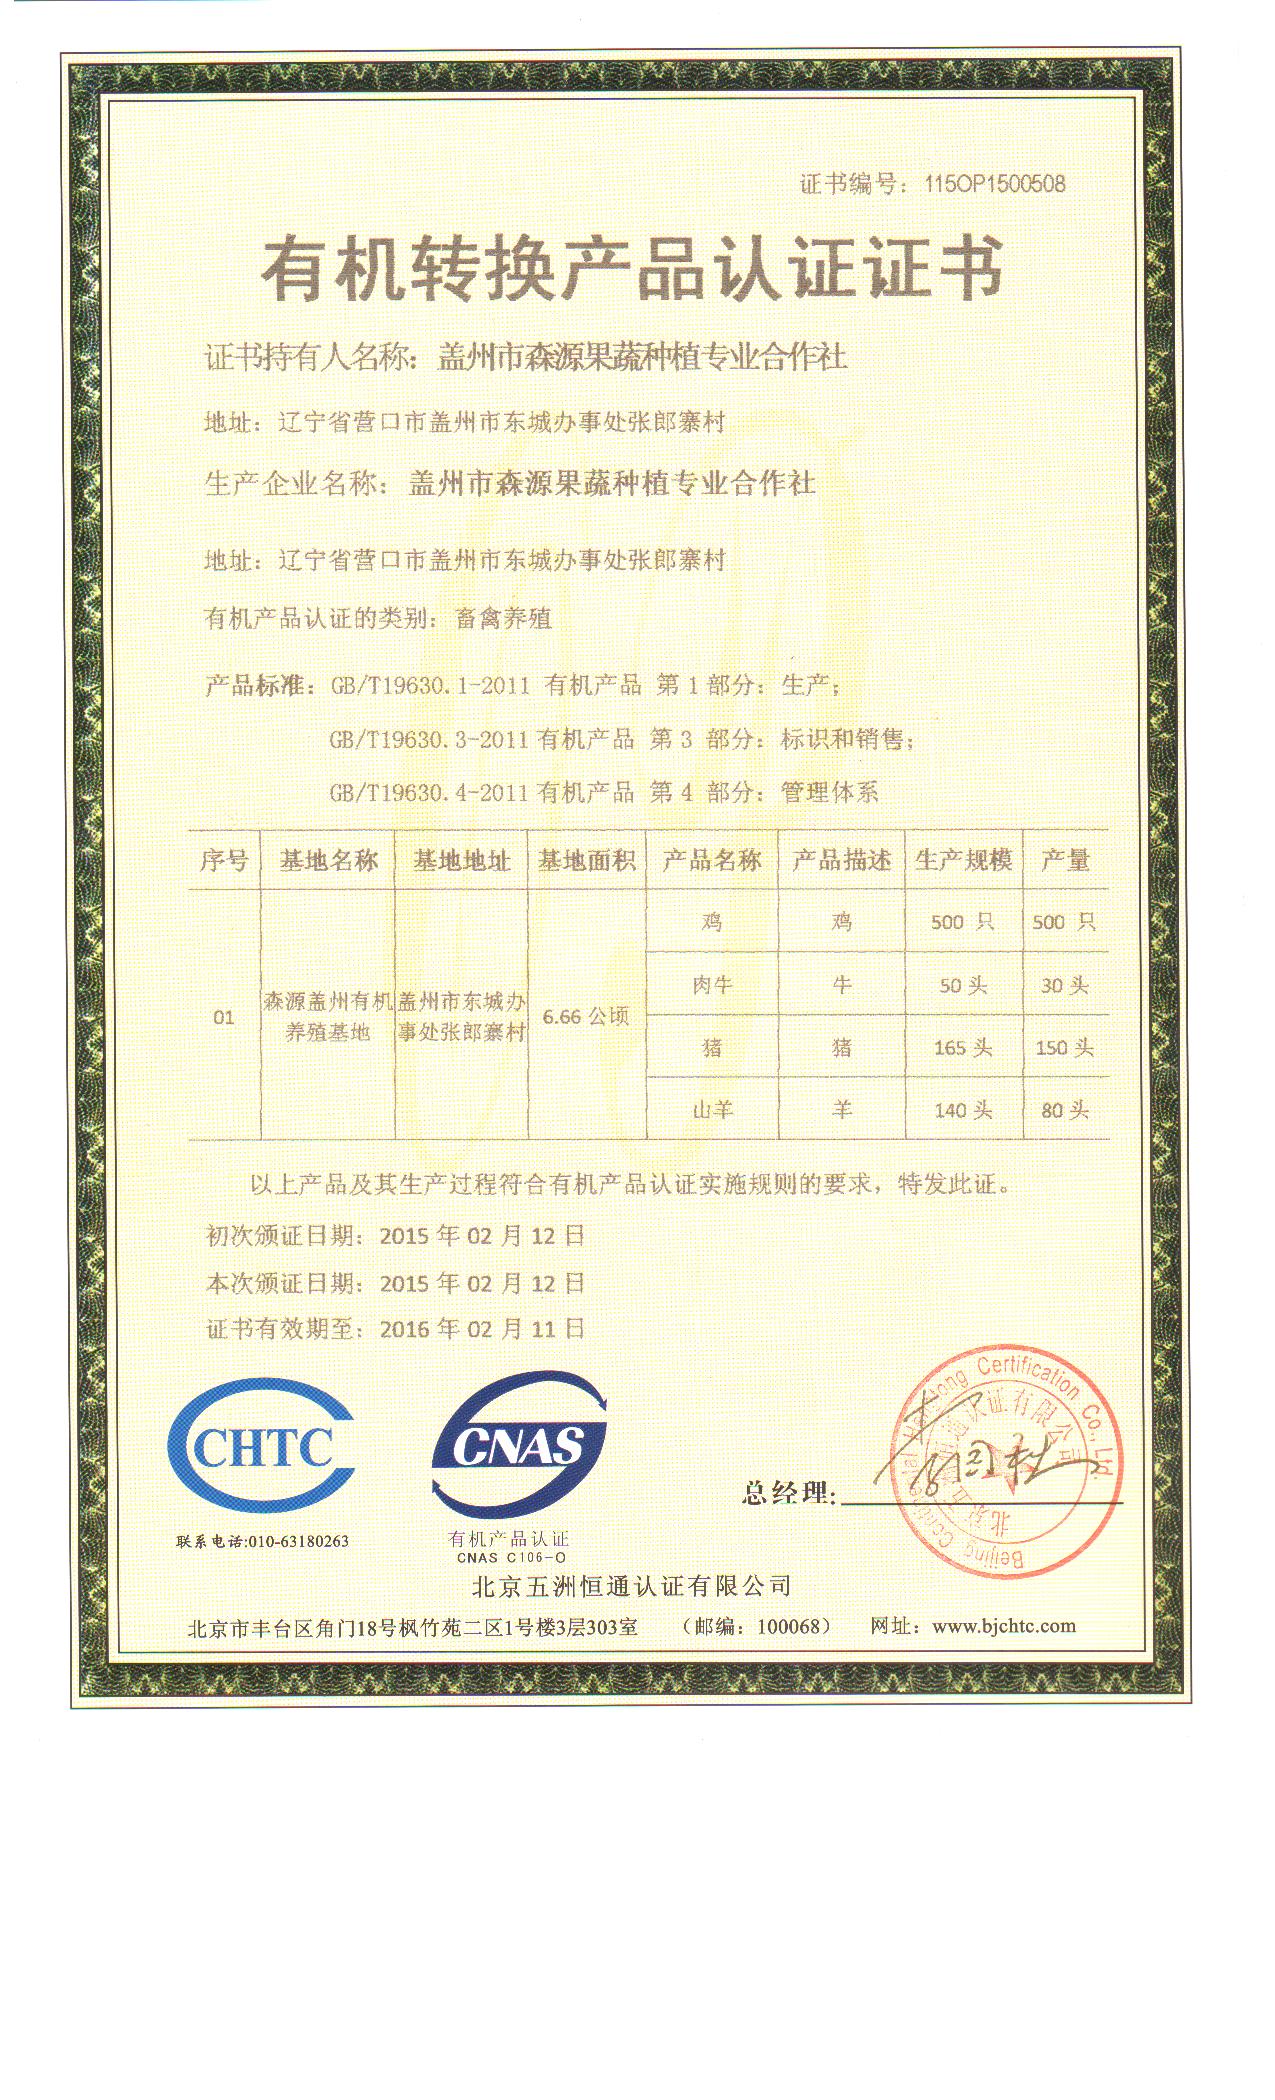 证书编号：115OP1500508
有机转换产品认证证书
证书持有人名称：盖州市森源果蔬种植专业合作社
地址：辽宁省营口市盖州市东城办事处张郎寨村
生产企业名称：盖州市森源果蔬种植专业合作社
地址：辽宁省营口市盖州市东城办事处张郎寨村
有机产品认证的类别：畜禽养殖
产品标准：GB/T19630.1-2011 有机产品 第1部分：生产；
GB/T19630.3-2011 有机产品 第3 部分：标识和销售；
GB/T19630.4-2011 有机产品 第4 部分：管理体系
序号 基地名称 基地地址 基地面积 产品名称 产品描述 生产规模 产量
鸡 鸡 500 只 500 只
肉牛 牛 50头 30头
01 森源盖州有机养殖基地 盖州市东城办事处张郎寨村 6.66公顷
猪 猪 165头 150头
山羊 羊 140头 80头
以上产品及其生产过程符合有机产品认证实施规则的要求，特发此证。
初次颁证日期：2015年02月12日
本次颁证日期：2015年02月12日
证书有效期至：2016年02月11日
CHTC
CNAS
总经理:
联系电话:010-63180263
有机产品认证
CNAS C106-O
Beijing Continental Hengtong Certification Co., Ltd.
北京五洲恒通认证有限公司
北京五洲恒通认证有限公司
北京市丰台区角门18号枫竹苑二区1号楼3层303室 （邮编：100068） 网址：www.bjchtc.com